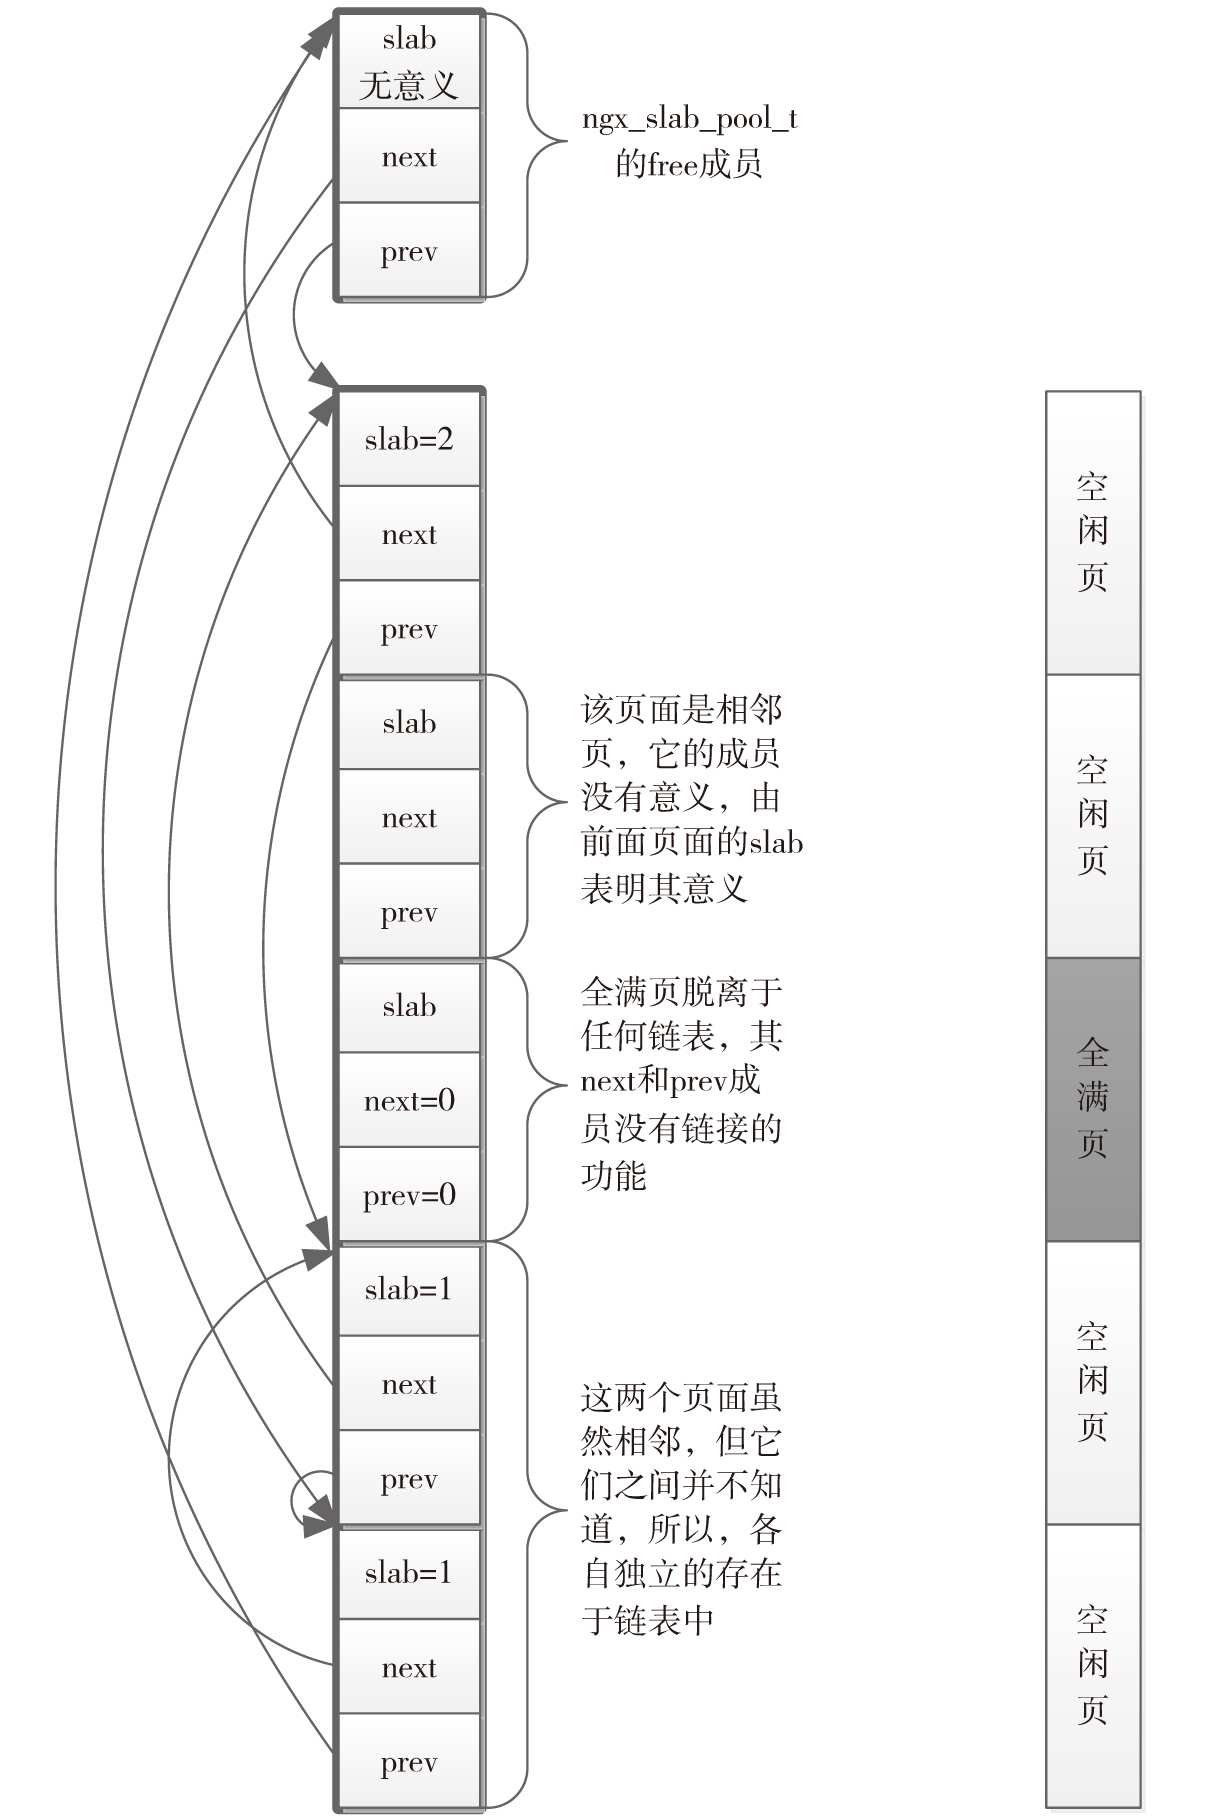 slab
无意义
next
prev
ngx_slab_pool_t
的free成员
slab=2
next
prev
空
闲
页
slab
next
prev
该页面是相邻
页，它的成员
没有意义，由
前面页面的slab
表明其意义
空
闲
页
slab
next=0
prev=0
全满页脱离于
任何链表，其
next和prev成
员没有链接的
功能
全
满
页
slab=1
next
prev
空
闲
页
slab=1
next
prev
这两个页面虽
然相邻，但它
们之间并不知
道，所以，各
自独立的存在
于链表中
空
闲
页